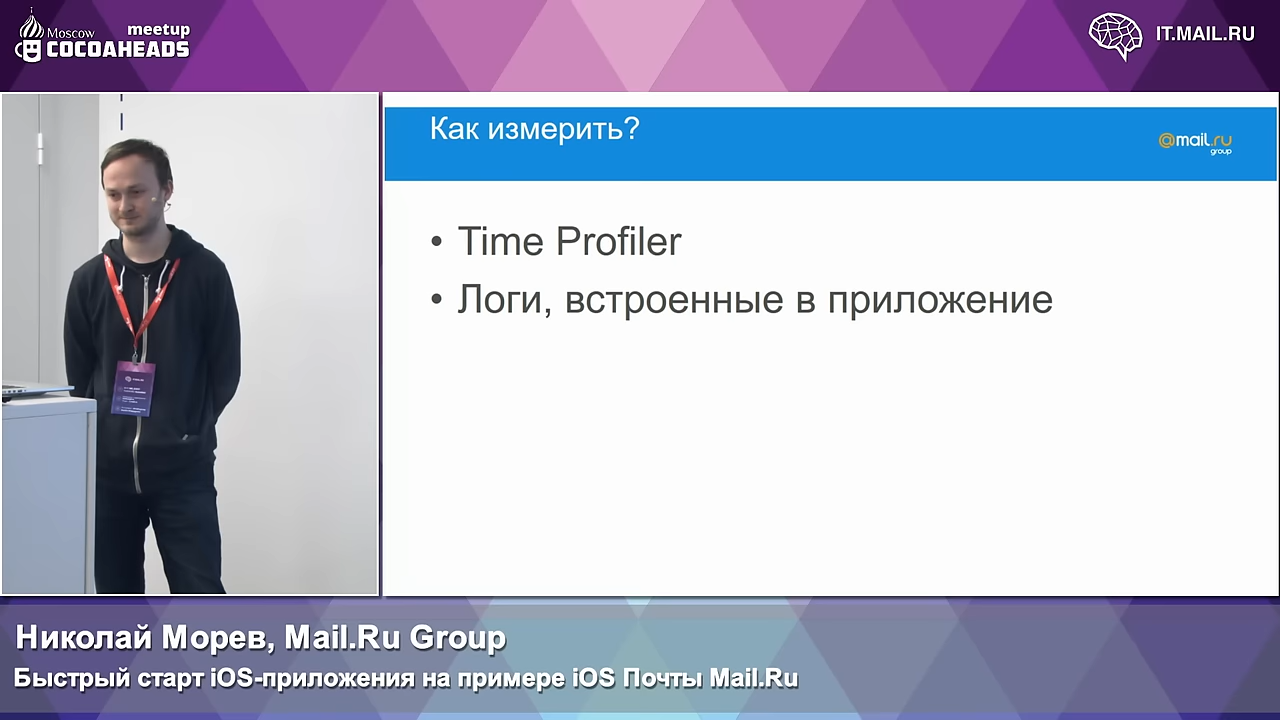 Moscow
meetup
COCOAHEADS
IT.MAIL.RU
Как измерить?
@mail.ru
group
• Time Profiler
• Логи, встроенные в приложение
Николай Морев, Mail.Ru Group
Быстрый старт iOS-приложения на примере iOS Почты Mail.Ru